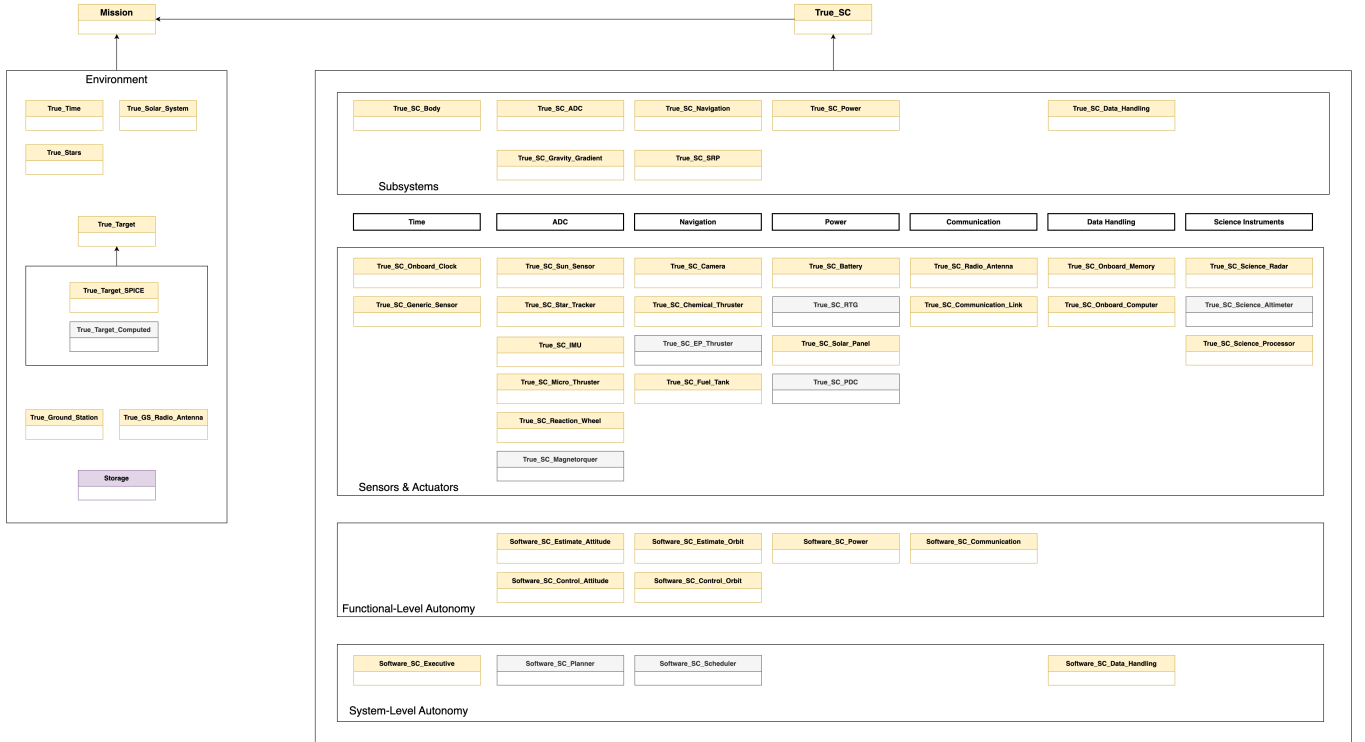 Mission
True_SC
Environment
True_Time
True_Solar_System
True_Stars
True_Target
True_Target_SPICE
True_Target_Computed
True_Ground_Station
True_GS_Radio_Antenna
Storage
True_SC_Body
True_SC_ADC
True_SC_Navigation
True_SC_Power
True_SC_Data_Handling
True_SC_Gravity_Gradient
True_SC_SRP
Subsystems
Time
ADC
Navigation
Power
Communication
Data Handling
Science Instruments
True_SC_Onboard_Clock
True_SC_Sun_Sensor
True_SC_Camera
True_SC_Battery
True_SC_Radio_Antenna
True_SC_Onboard_Memory
True_SC_Science_Radar
True_SC_Generic_Sensor
True_SC_Star_Tracker
True_SC_Chemical_Thruster
True_SC_RTG
True_SC_Communication_Link
True_SC_Onboard_Computer
True_SC_Science_Altimeter
True_SC_IMU
True_SC_EP_Thruster
True_SC_Solar_Panel
True_SC_Science_Processor
True_SC_Micro_Thruster
True_SC_Fuel_Tank
True_SC_PDC
True_SC_Reaction_Wheel
True_SC_Magnetorquer
Sensors & Actuators
Software_SC_Estimate_Attitude
Software_SC_Estimate_Orbit
Software_SC_Power
Software_SC_Communication
Software_SC_Control_Attitude
Software_SC_Control_Orbit
Functional-Level Autonomy
Software_SC_Executive
Software_SC_Planner
Software_SC_Scheduler
Software_SC_Data_Handling
System-Level Autonomy